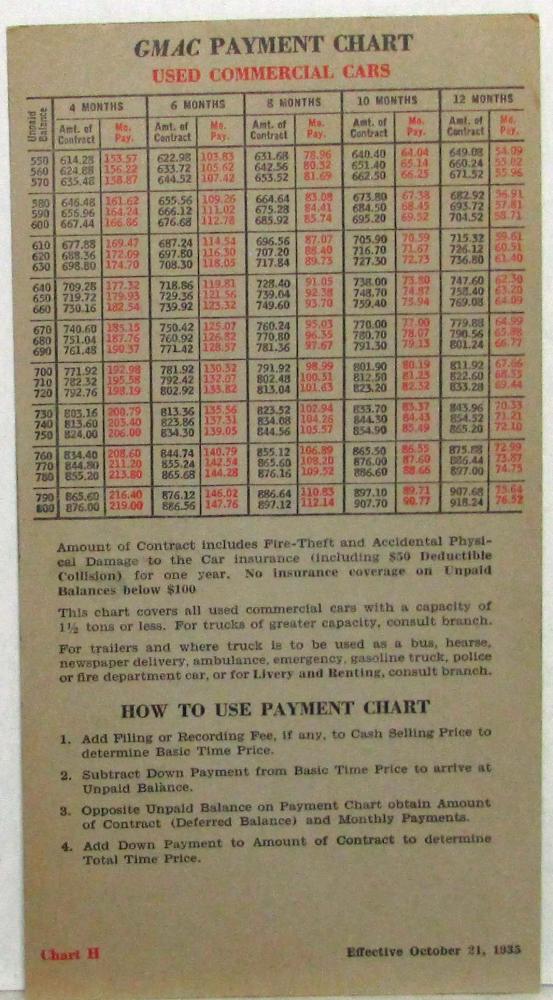 GMAC PAYMENT CHART
USED COMMERCIAL CARS
Unpaid Balance
4 MONTHS 6 MONTHS 8 MONTHS 10 MONTHS 12 MONTHS
Amt. of Contract Mo. Pay. Amt. of Contract Mo. Pay. Amt. of Contract Mo. Pay. Amt. of Contract Mo. Pay. Amt. of Contract Mo. Pay.
550 614.28 153.57 622.98 103.83 631.68 78.96 640.40 64.04 649.08 54.09
560 624.88 156.22 633.72 105.62 642.56 80.32 651.40 65.14 660.24 55.02
570 635.48 158.87 644.52 107.42 653.52 81.69 662.50 66.25 671.52 55.96
580 646.48 161.62 655.56 109.26 664.64 83.08 673.80 67.38 682.92 56.91
590 656.96 164.24 666.12 111.02 675.28 84.41 684.50 68.45 693.72 57.81
600 667.44 166.86 676.68 112.78 685.92 85.74 695.20 69.52 704.52 58.71
610 677.88 169.47 687.24 114.54 696.56 87.07 705.90 70.59 715.32 59.61
620 688.36 172.09 697.80 116.30 707.20 88.40 716.70 71.67 726.12 60.51
630 698.80 174.70 708.30 118.05 717.84 89.73 727.30 72.73 736.80 61.40
640 709.28 177.32 718.86 119.81 728.40 91.05 738.00 73.80 747.60 62.30
650 719.72 179.93 729.36 121.56 739.04 92.38 748.70 74.87 758.40 63.20
660 730.16 182.54 739.92 123.32 749.60 93.70 759.40 75.94 769.08 64.09
670 740.60 185.15 750.42 125.07 760.24 95.03 770.00 77.00 779.88 64.99
680 751.04 187.76 760.92 126.82 770.80 96.35 780.70 78.07 790.56 65.88
690 761.48 190.37 771.42 128.57 781.36 97.67 791.30 79.13 801.24 66.77
700 771.92 192.98 781.92 130.32 791.92 98.99 801.90 80.19 811.92 67.66
710 782.32 195.58 792.42 132.07 802.48 100.31 812.50 81.25 822.60 68.55
720 792.76 198.19 802.92 133.82 813.04 101.63 823.20 82.32 833.28 69.44
730 803.16 200.79 813.36 135.56 823.52 102.94 833.70 83.37 843.96 70.33
740 813.60 203.40 823.86 137.31 834.08 104.26 844.30 84.43 854.52 71.21
750 824.00 206.00 834.30 139.05 844.56 105.57 854.90 85.49 865.20 72.10
760 834.40 208.60 844.74 140.79 855.12 106.89 865.50 86.55 875.88 72.99
770 844.80 211.20 855.24 142.54 865.60 108.20 876.00 87.60 886.44 73.87
780 855.20 213.80 865.68 144.28 876.16 109.52 886.60 88.66 897.00 74.75
790 865.60 216.40 876.12 146.02 886.64 110.83 897.10 89.71 907.68 75.64
800 876.00 219.00 886.56 147.76 897.12 112.14 907.70 90.77 918.24 76.52
Amount of Contract includes Fire-Theft and Accidental Physi-
cal Damage to the Car insurance (including $50 Deductible
Collision) for one year. No insurance coverage on Unpaid
Balances below $100
This chart covers all used commercial cars with a capacity of
1½ tons or less. For trucks of greater capacity, consult branch.
For trailers and where truck is to be used as a bus, hearse,
newspaper delivery, ambulance, emergency, gasoline truck, police
or fire department car, or for Livery and Renting, consult branch.
HOW TO USE PAYMENT CHART
1. Add Filing or Recording Fee, if any, to Cash Selling Price to
determine Basic Time Price.
2. Subtract Down Payment from Basic Time Price to arrive at
Unpaid Balance.
3. Opposite Unpaid Balance on Payment Chart obtain Amount
of Contract (Deferred Balance) and Monthly Payments.
4. Add Down Payment to Amount of Contract to determine
Total Time Price.
Chart H Effective October 21, 1935